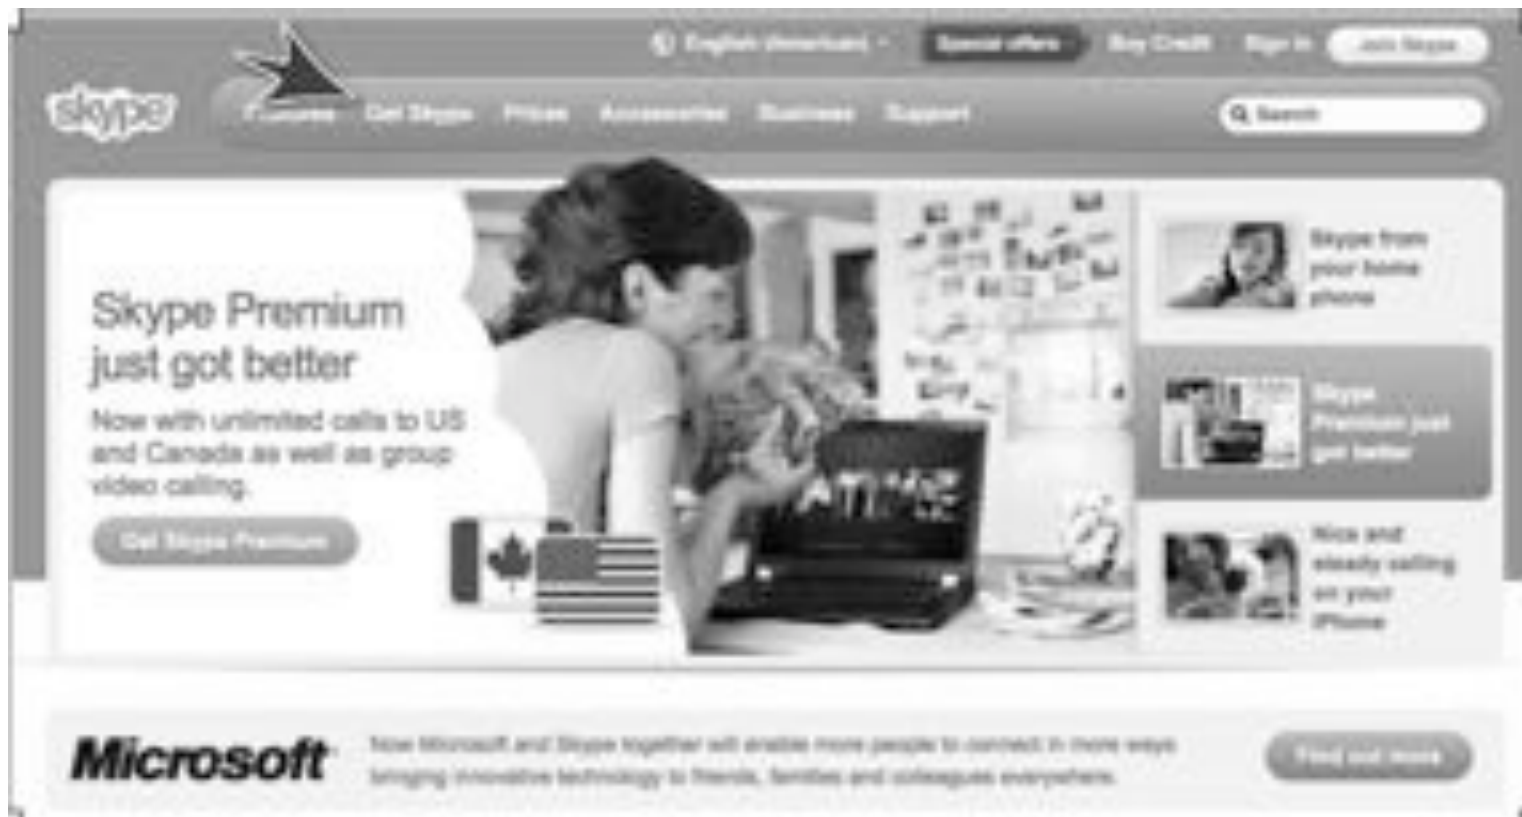 English (American)
Special offers
Buy Credit
Sign in
Join Skype
skype
Features
Get Skype
Prices
Accessories
Business
Support
Search
Skype Premium
just got better
Now with unlimited calls to US
and Canada as well as group
video calling.
Get Skype Premium
Skype from
your home
phone
Skype
Premium just
got better
Nice and
steady calling
on your
iPhone
Microsoft
Now Microsoft and Skype together will enable more people to connect in more ways
bringing innovative technology to friends, families and colleagues everywhere.
Find out more